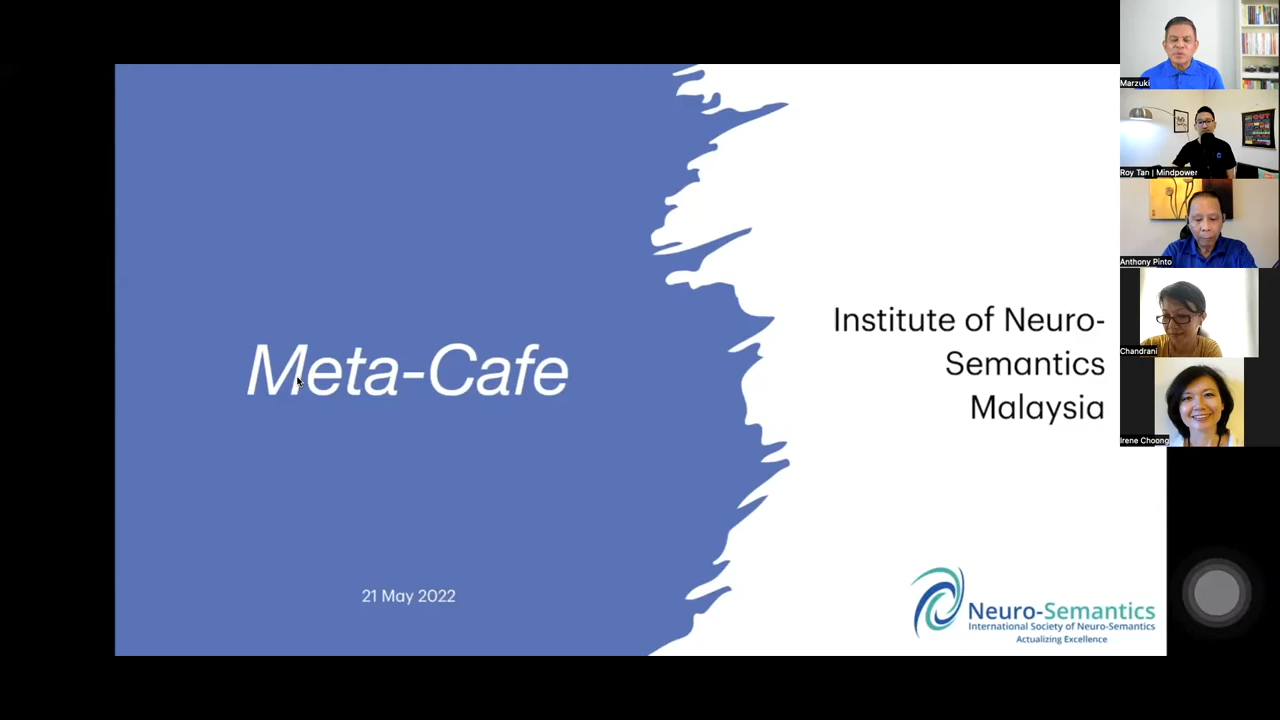 Meta-Cafe
21 May 2022
Institute of Neuro-
Semantics
Malaysia
Neuro-Semantics
International Society of Neuro-Semantics
Actualizing Excellence
Marzuki
Roy Tan | Mindpower
Anthony Pinto
Chandrani
Irene Choong